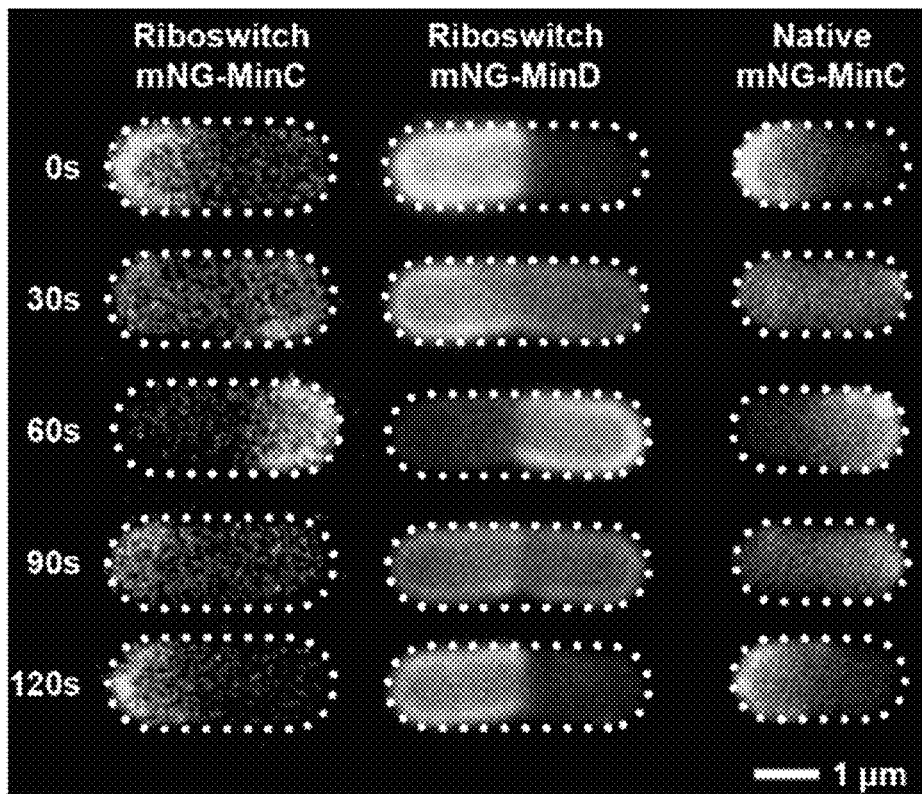 Riboswitch Riboswitch Native
mNG-MinC mNG-MinD mNG-MinC
0s
30s
60s
90s
120s
1 µm